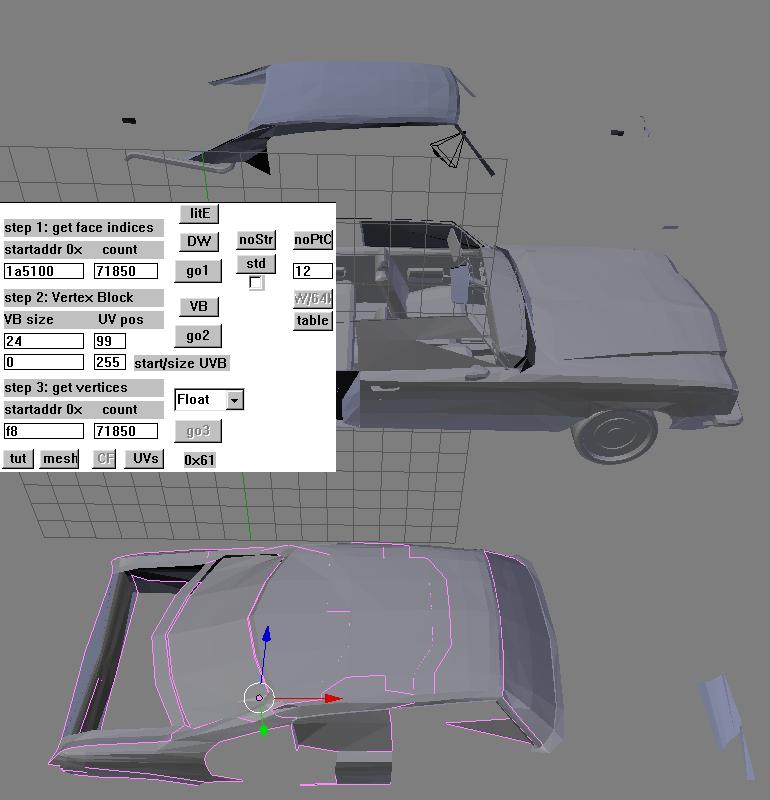 litE
step 1: get face indices
DW noStr noPtC
startaddr 0x count
std
1a5100 71850 go1 12
step 2: Vertex Block
VB
VB size UV pos table
24 99 go2
0 255 start/size UVB
step 3: get vertices
Float
startaddr 0x count
f8 71850 go3
tut mesh CF UVs 0x61